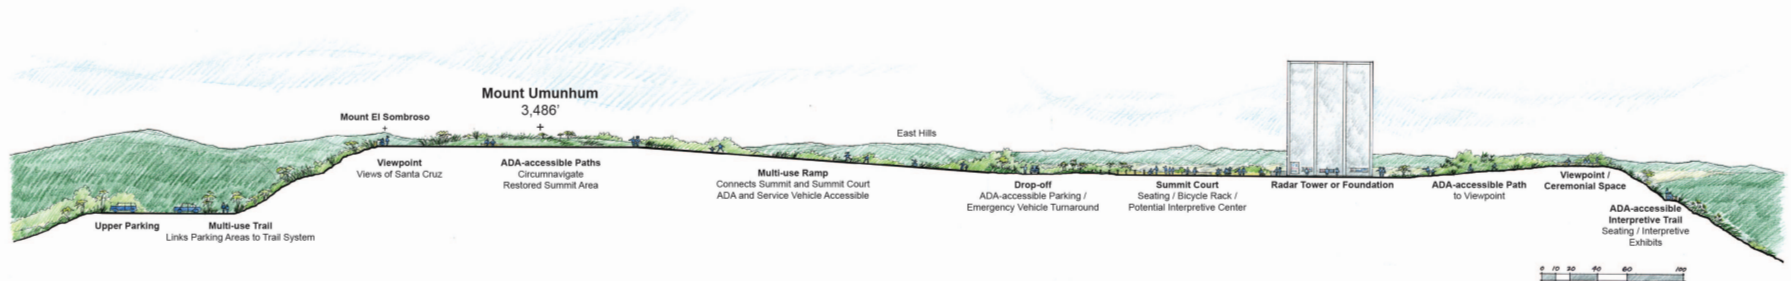 Mount Umunhum
3,486'
+
Mount El Sombroso
+
East Hills
Viewpoint
Views of Santa Cruz
ADA-accessible Paths
Circumnavigate
Restored Summit Area
Multi-use Ramp
Connects Summit and Summit Court
ADA and Service Vehicle Accessible
Drop-off
ADA-accessible Parking /
Emergency Vehicle Turnaround
Summit Court
Seating / Bicycle Rack /
Potential Interpretive Center
Radar Tower or Foundation
ADA-accessible Path
to Viewpoint
Viewpoint /
Ceremonial Space
ADA-accessible
Interpretive Trail
Seating / Interpretive
Exhibits
Upper Parking
Multi-use Trail
Links Parking Areas to Trail System
0 10 20 40 60 100